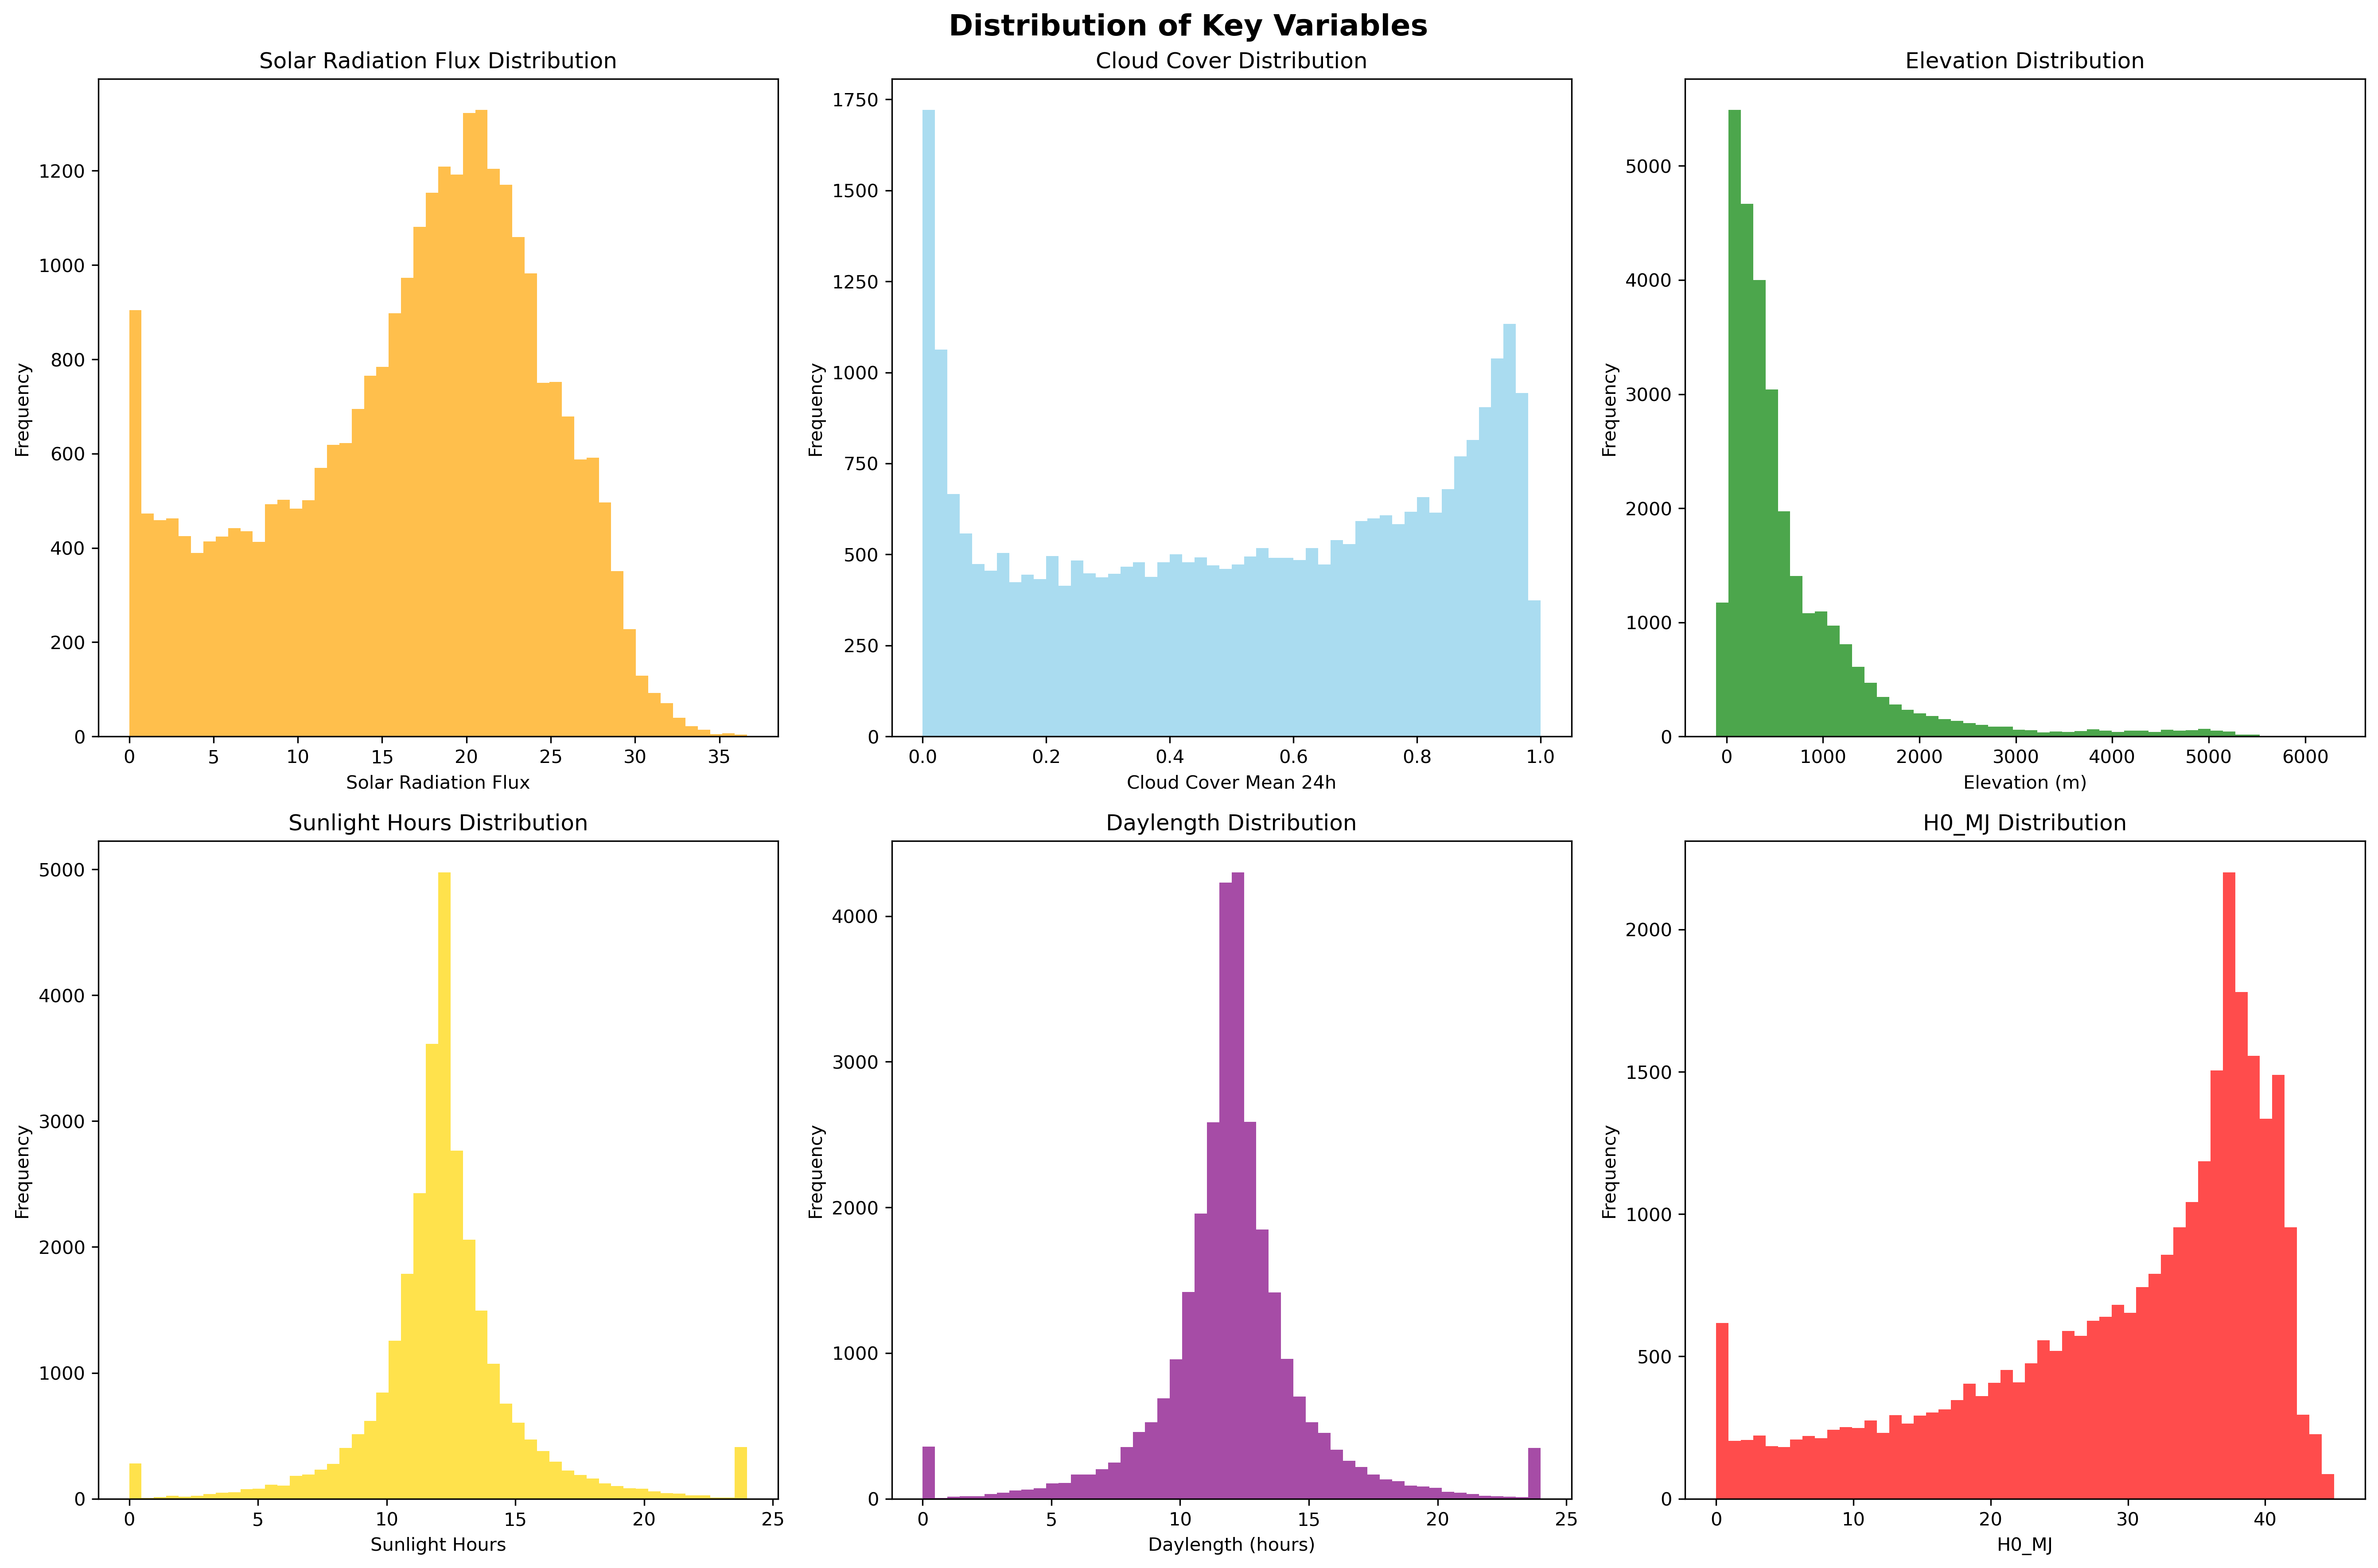 Distribution of Key Variables
Solar Radiation Flux Distribution
Frequency
1200
1000
800
600
400
200
0
0 5 10 15 20 25 30 35
Solar Radiation Flux
Cloud Cover Distribution
Frequency
1750
1500
1250
1000
750
500
250
0
0.0 0.2 0.4 0.6 0.8 1.0
Cloud Cover Mean 24h
Elevation Distribution
Frequency
5000
4000
3000
2000
1000
0
0 1000 2000 3000 4000 5000 6000
Elevation (m)
Sunlight Hours Distribution
Frequency
5000
4000
3000
2000
1000
0
0 5 10 15 20 25
Sunlight Hours
Daylength Distribution
Frequency
4000
3000
2000
1000
0
0 5 10 15 20 25
Daylength (hours)
H0_MJ Distribution
Frequency
2000
1500
1000
500
0
0 10 20 30 40
H0_MJ